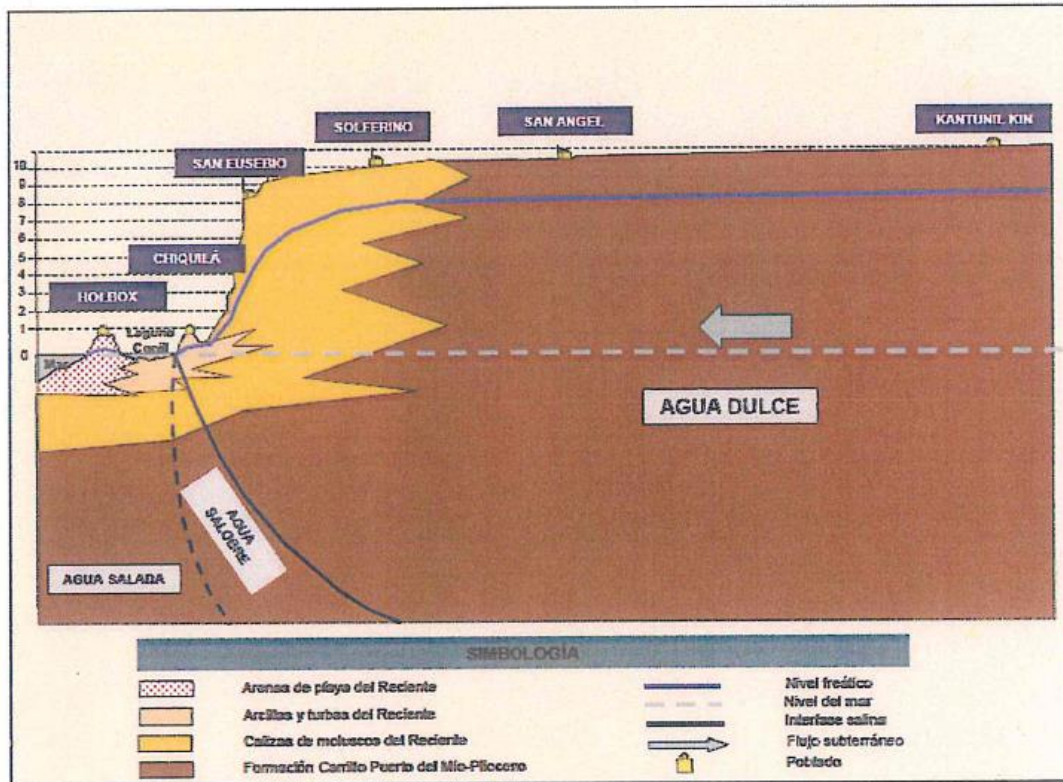 KANTUNIL KIN
SAN ANGEL
SOLFERINO
SAN EUSEBIO
CHIQUILÁ
HOLBOX
10
9
8
7
6
5
4
3
2
1
0
Laguna
Conil
Mar
AGUA DULCE
AGUA
SALOBRE
AGUA SALADA
SIMBOLOGÍA
Arenas de playa del Reciente
Arcillas y turbas del Reciente
Calizas de moluscos del Reciente
Formación Carrillo Puerto del Mio-Plioceno
Nivel freático
Nivel del mar
Interfase salina
Flujo subterráneo
Poblado